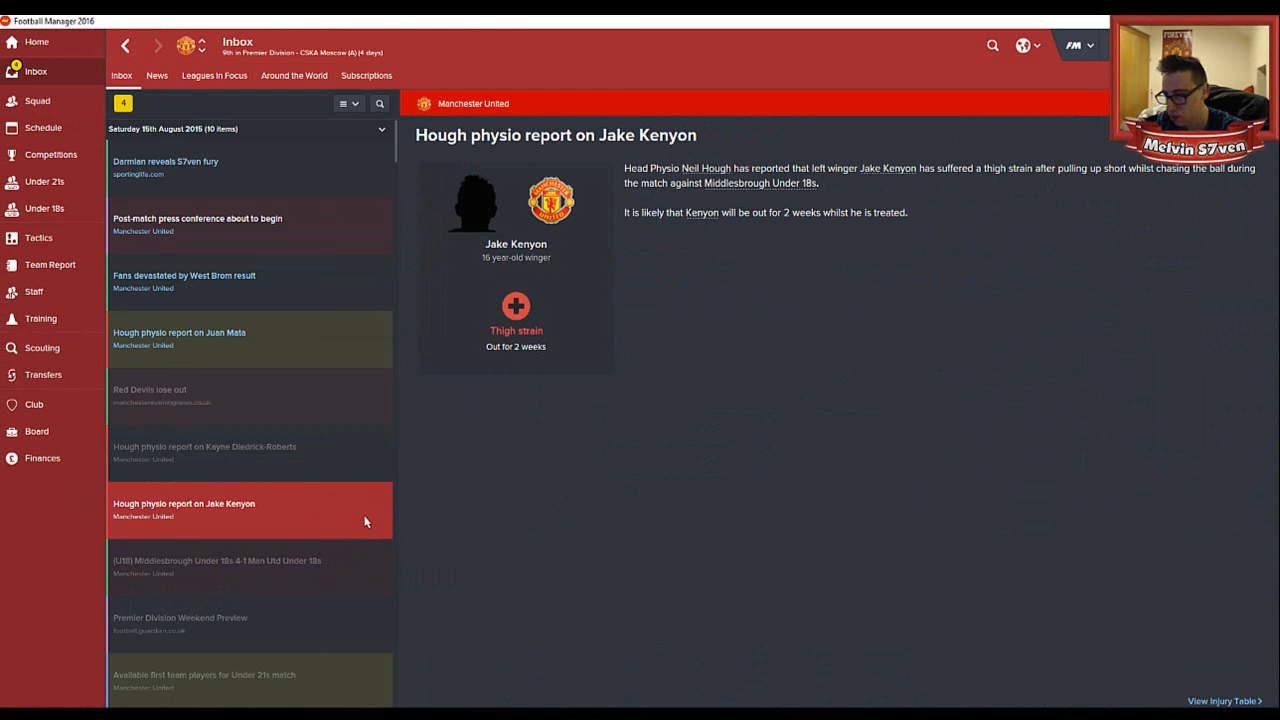 Football Manager 2016
Home
4
Inbox
Squad
Schedule
Competitions
Under 21s
Under 18s
Tactics
Team Report
Staff
Training
Scouting
Transfers
Club
Board
Finances
Inbox
9th in Premier Division - CSKA Moscow (A) (4 days)
FM
Inbox
News
Leagues in Focus
Around the World
Subscriptions
4
Saturday 15th August 2015 (10 items)
Darmian reveals S7ven fury
sportinglife.com
Post-match press conference about to begin
Manchester United
Fans devastated by West Brom result
Manchester United
Hough physio report on Juan Mata
Manchester United
Red Devils lose out
manchestereveningnews.co.uk
Hough physio report on Kayne Diedrick-Roberts
Manchester United
Hough physio report on Jake Kenyon
Manchester United
(U18) Middlesbrough Under 18s 4-1 Man Utd Under 18s
Manchester United
Premier Division Weekend Preview
football.guardian.co.uk
Available first team players for Under 21s match
Manchester United
Manchester United
Hough physio report on Jake Kenyon
Jake Kenyon
16 year-old winger
Thigh strain
Out for 2 weeks
Head Physio Neil Hough has reported that left winger Jake Kenyon has suffered a thigh strain after pulling up short whilst chasing the ball during
the match against Middlesbrough Under 18s.
It is likely that Kenyon will be out for 2 weeks whilst he is treated.
View Injury Table >
FOREVER
Melvin S7ven